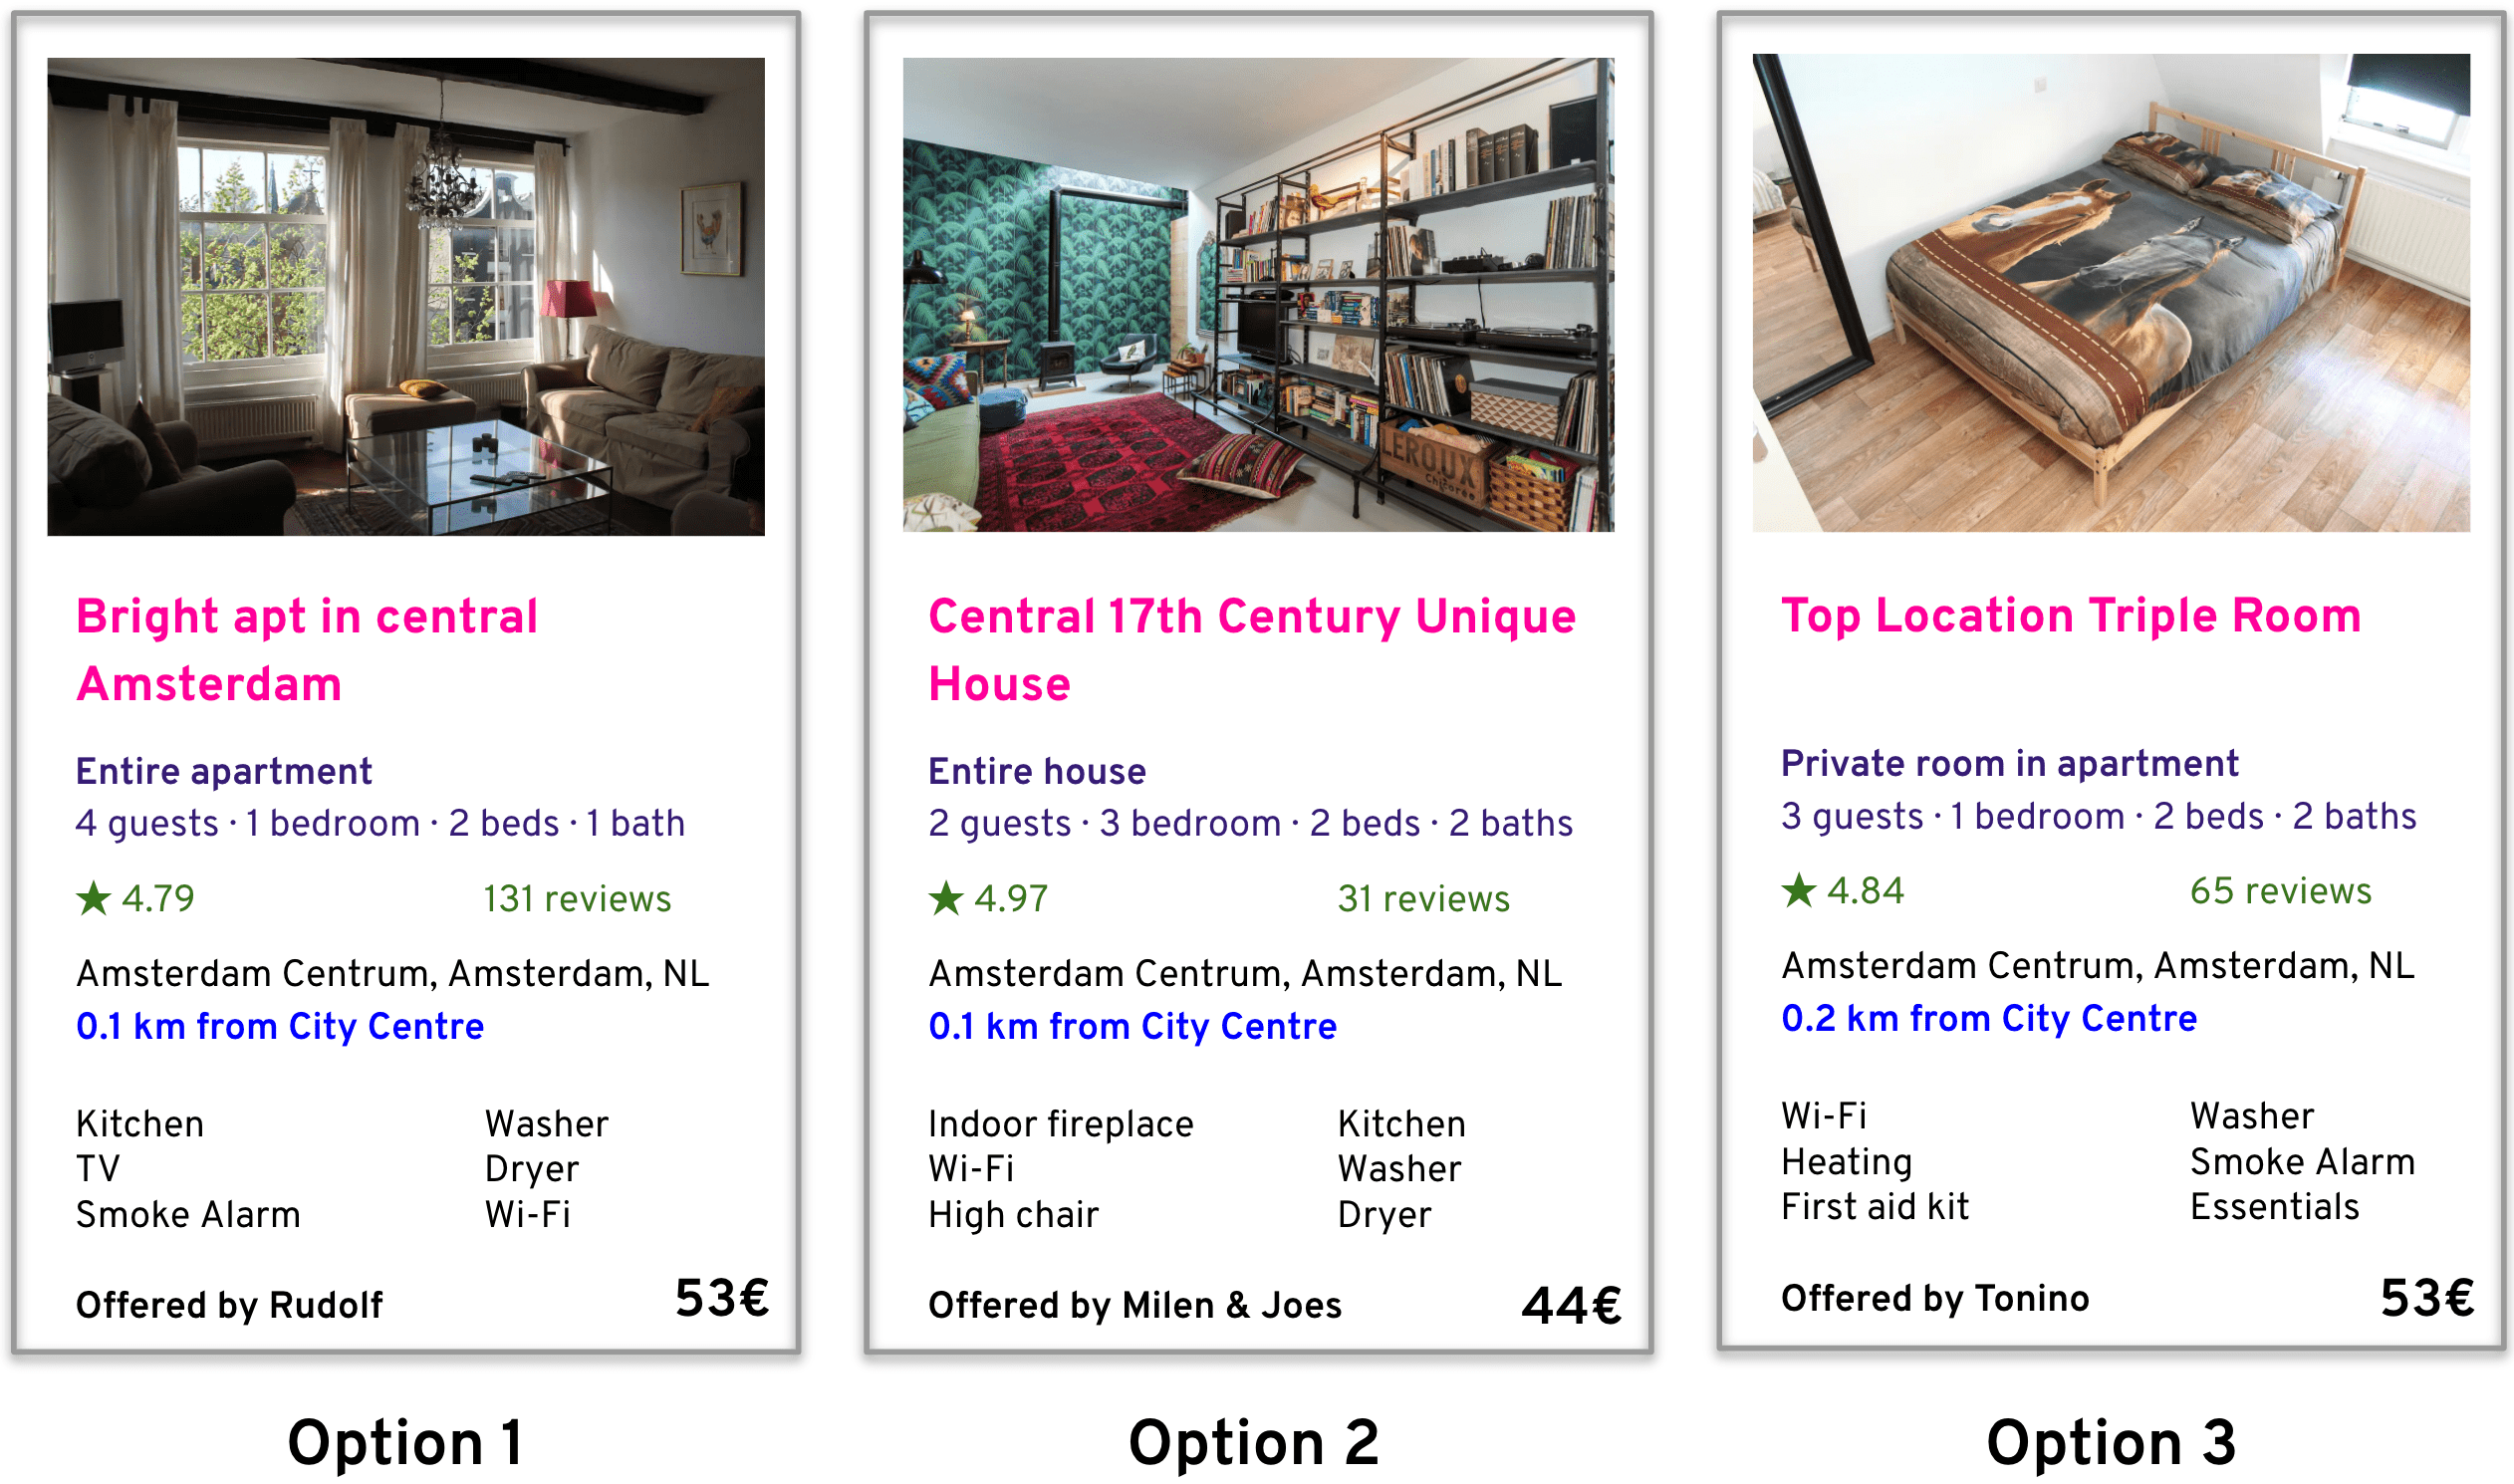 Bright apt in central
Amsterdam
Entire apartment
4 guests · 1 bedroom · 2 beds · 1 bath
★ 4.79 131 reviews
Amsterdam Centrum, Amsterdam, NL
0.1 km from City Centre
Kitchen Washer
TV Dryer
Smoke Alarm Wi-Fi
Offered by Rudolf 53€
Option 1
LEROUX
Chicorée
Central 17th Century Unique
House
Entire house
2 guests · 3 bedroom · 2 beds · 2 baths
★ 4.97 31 reviews
Amsterdam Centrum, Amsterdam, NL
0.1 km from City Centre
Indoor fireplace Kitchen
Wi-Fi Washer
High chair Dryer
Offered by Milen & Joes 44€
Option 2
Top Location Triple Room
Private room in apartment
3 guests · 1 bedroom · 2 beds · 2 baths
★ 4.84 65 reviews
Amsterdam Centrum, Amsterdam, NL
0.2 km from City Centre
Wi-Fi Washer
Heating Smoke Alarm
First aid kit Essentials
Offered by Tonino 53€
Option 3